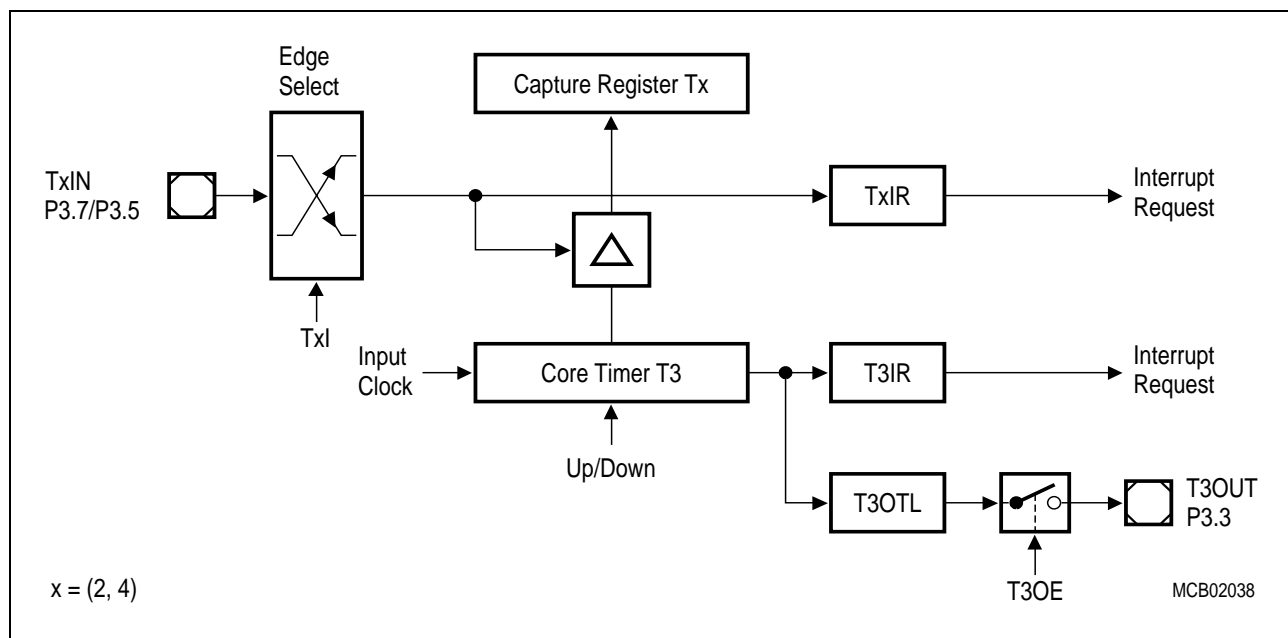 Edge
Select
Capture Register Tx
TxIN
P3.7/P3.5
TxIR
Interrupt
Request
TxI
Input
Clock
Core Timer T3
T3IR
Interrupt
Request
Up/Down
T3OTL
T3OUT
P3.3
T3OE
x = (2, 4)
MCB02038